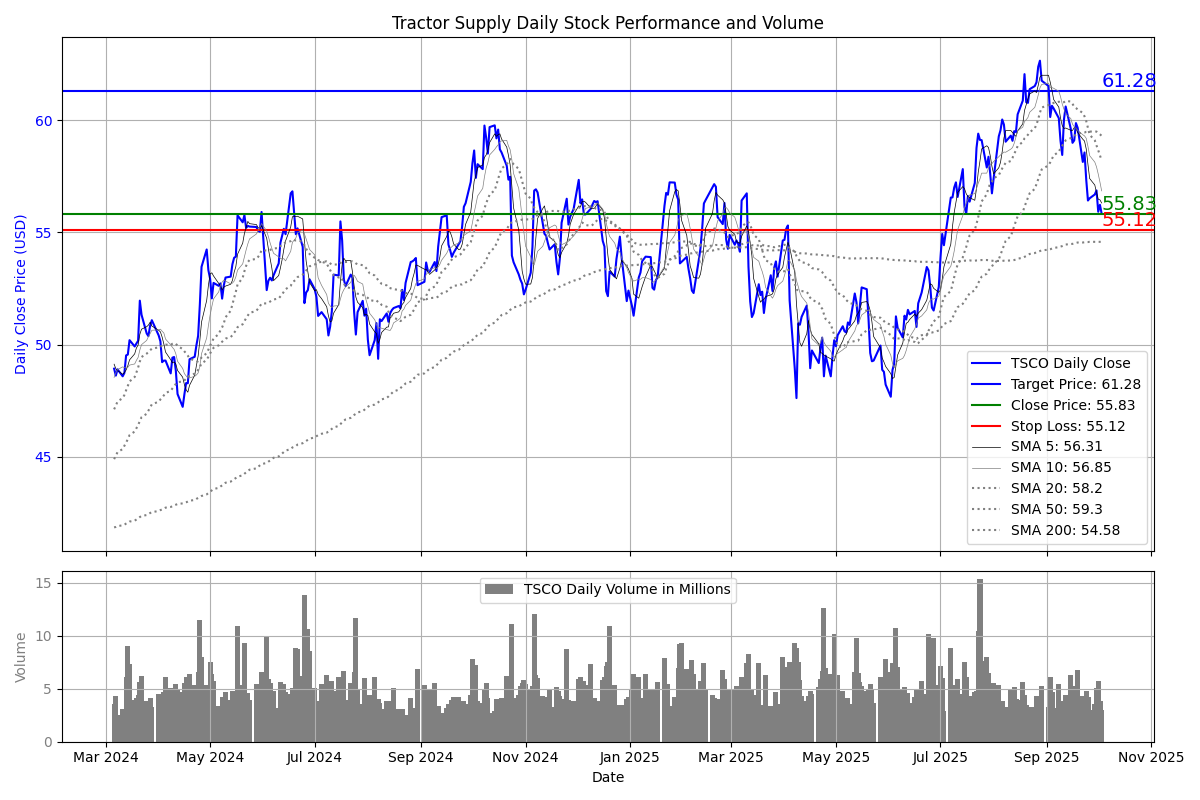 Tractor Supply Daily Stock Performance and Volume
Daily Close Price (USD)
60
55
50
45
61.28
55.83
55.12
TSCO Daily Close
Target Price: 61.28
Close Price: 55.83
Stop Loss: 55.12
SMA 5: 56.31
SMA 10: 56.85
SMA 20: 58.2
SMA 50: 59.3
SMA 200: 54.58
Volume
15
10
5
0
TSCO Daily Volume in Millions
Mar 2024 May 2024 Jul 2024 Sep 2024 Nov 2024 Jan 2025 Mar 2025 May 2025 Jul 2025 Sep 2025 Nov 2025
Date